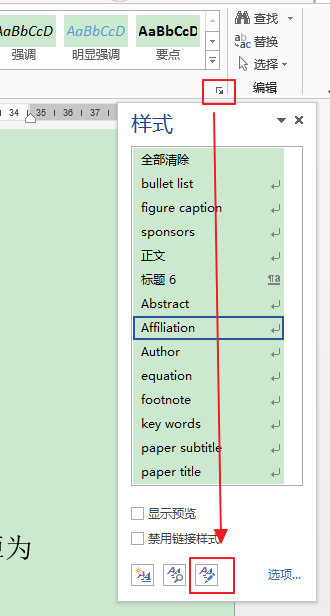 AaBbCcD AaBbCcD AaBbCcD
强调 明显强调 要点
查找
替换
选择
编辑
34 35 36 37 38 39
样式
全部清除
bullet list
figure caption
sponsors
正文
标题 6
Abstract
Affiliation
Author
equation
footnote
key words
paper subtitle
paper title
显示预览
禁用链接样式
选项...